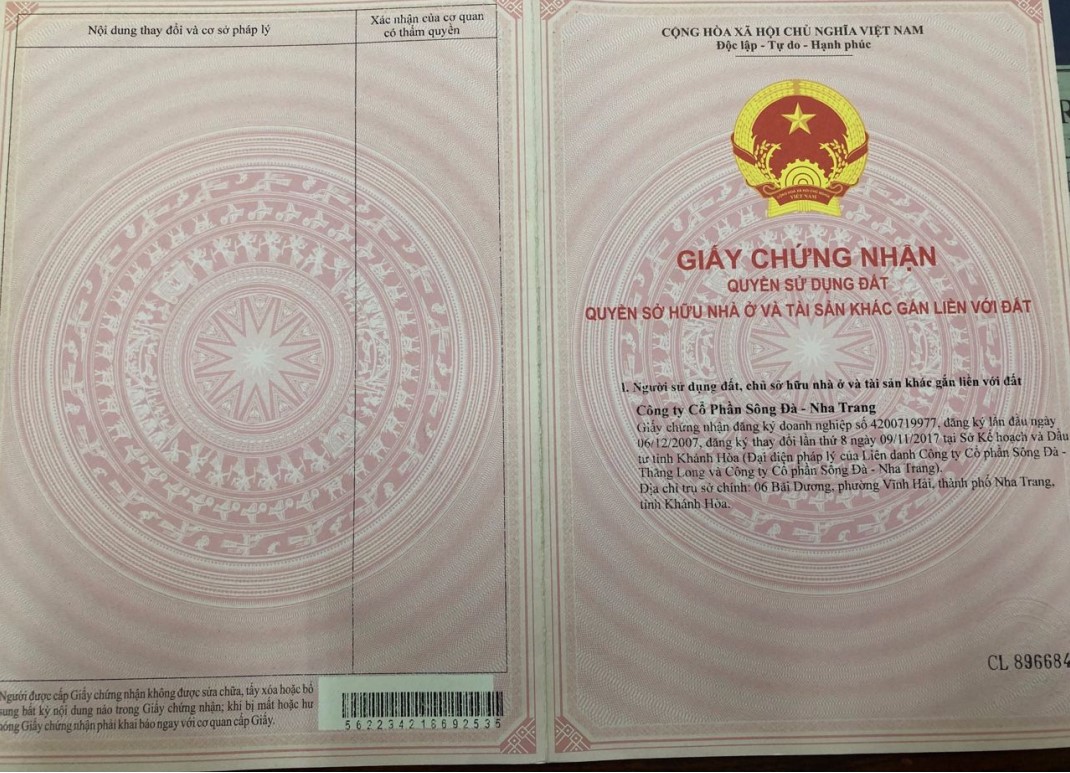 Nội dung thay đổi và cơ sở pháp lý
Xác nhận của cơ quan
có thẩm quyền
Người được cấp Giấy chứng nhận không được sửa chữa, tẩy xóa hoặc bổ
sung bất kỳ nội dung nào trong Giấy chứng nhận; khi bị mất hoặc hư
hỏng Giấy chứng nhận phải khai báo ngay với cơ quan cấp Giấy.
5622342186925​35
CỘNG HÒA XÃ HỘI CHỦ NGHĨA VIỆT NAM
Độc lập - Tự do - Hạnh phúc
VIỆT NAM
GIẤY CHỨNG NHẬN
QUYỀN SỬ DỤNG ĐẤT
QUYỀN SỞ HỮU NHÀ Ở VÀ TÀI SẢN KHÁC GẮN LIỀN VỚI ĐẤT
I. Người sử dụng đất, chủ sở hữu nhà ở và tài sản khác gắn liền với đất
Công ty Cổ Phần Sông Đà - Nha Trang
Giấy chứng nhận đăng ký doanh nghiệp số 4200719977, đăng ký lần đầu ngày
06/12/2007, đăng ký thay đổi lần thứ 8 ngày 09/11/2017 tại Sở Kế hoạch và Đầu
tư tỉnh Khánh Hòa (Đại diện pháp lý của Liên danh Công ty Cổ phần Sông Đà -
Thăng Long và Công ty Cổ phần Sông Đà - Nha Trang).
Địa chỉ trụ sở chính: 06 Bãi Dương, phường Vĩnh Hải, thành phố Nha Trang,
tỉnh Khánh Hòa.
CL 896684